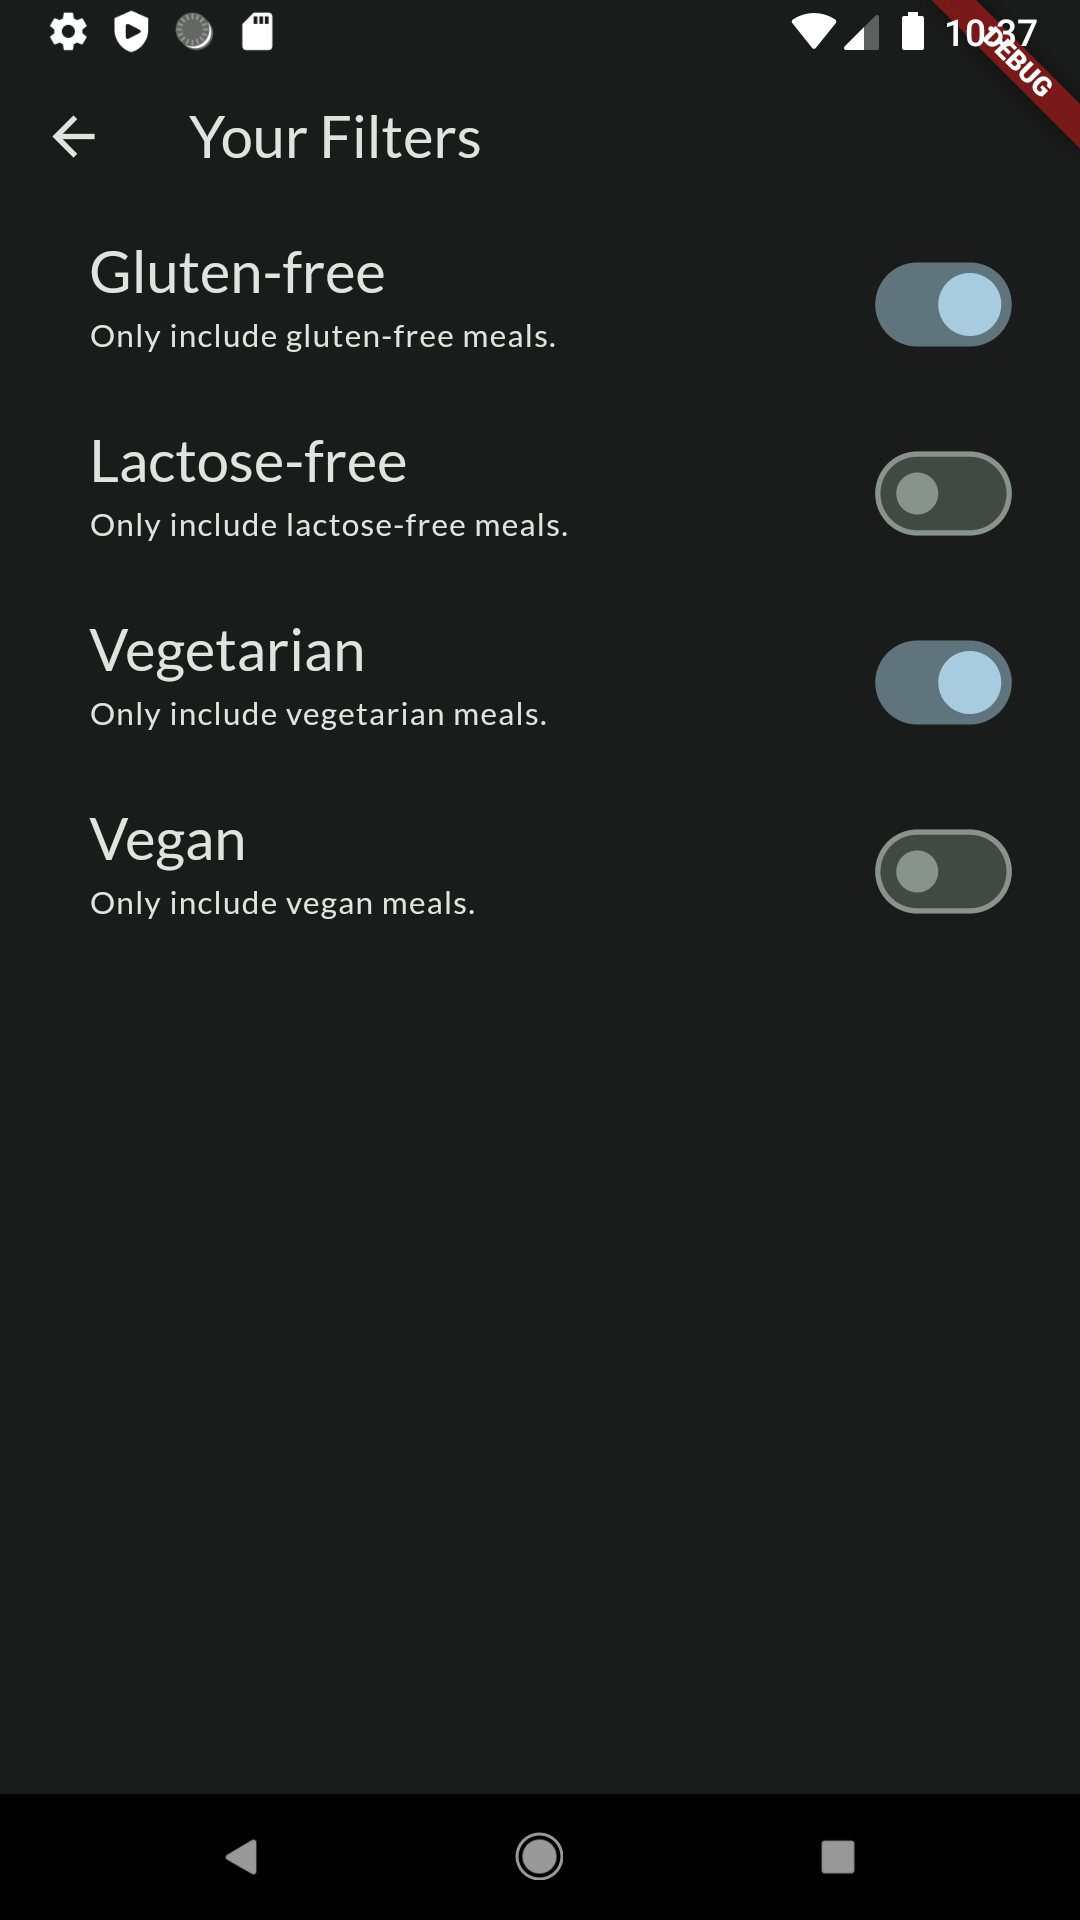 10:37
DEBUG
Your Filters
Gluten-free
Only include gluten-free meals.
Lactose-free
Only include lactose-free meals.
Vegetarian
Only include vegetarian meals.
Vegan
Only include vegan meals.